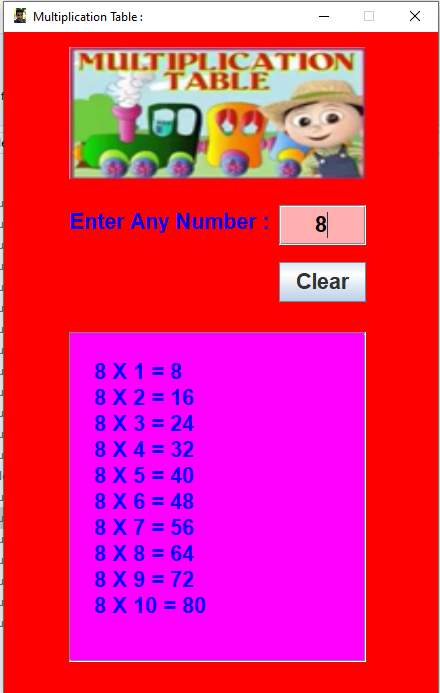 Multiplication Table :
MULTIPLICATION
TABLE
Enter Any Number :
8
Clear
8 X 1 = 8
8 X 2 = 16
8 X 3 = 24
8 X 4 = 32
8 X 5 = 40
8 X 6 = 48
8 X 7 = 56
8 X 8 = 64
8 X 9 = 72
8 X 10 = 80